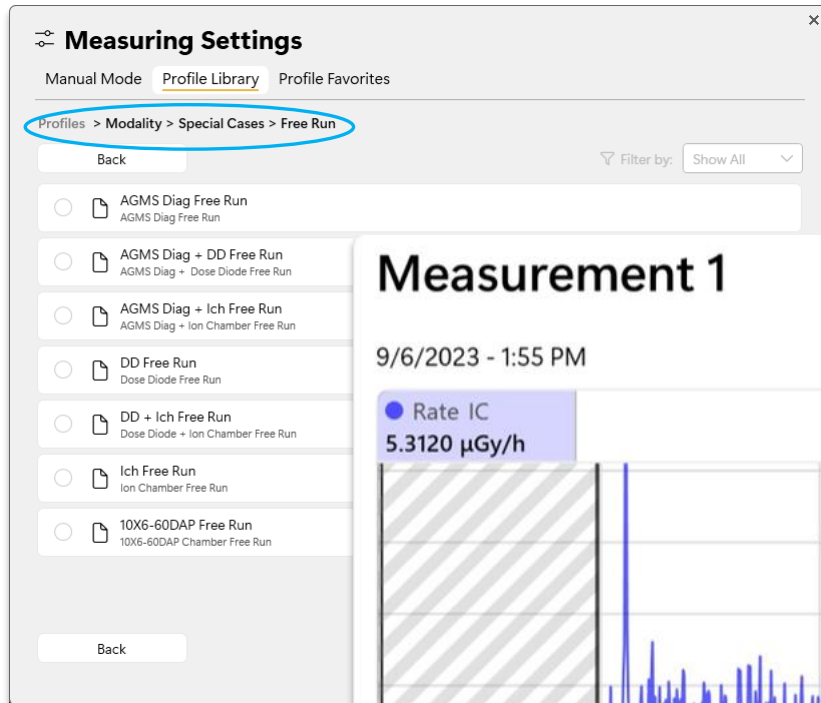 Measuring Settings
Manual Mode Profile Library Profile Favorites
Profiles > Modality > Special Cases > Free Run
Back
Filter by: Show All
AGMS Diag Free Run
AGMS Diag Free Run
AGMS Diag + DD Free Run
AGMS Diag + Dose Diode Free Run
AGMS Diag + Ich Free Run
AGMS Diag + Ion Chamber Free Run
DD Free Run
Dose Diode Free Run
DD + Ich Free Run
Dose Diode + Ion Chamber Free Run
Ich Free Run
Ion Chamber Free Run
10X6-60DAP Free Run
10X6-60DAP Chamber Free Run
Back
Measurement 1
9/6/2023 - 1:55 PM
Rate IC
5.3120 µGy/h